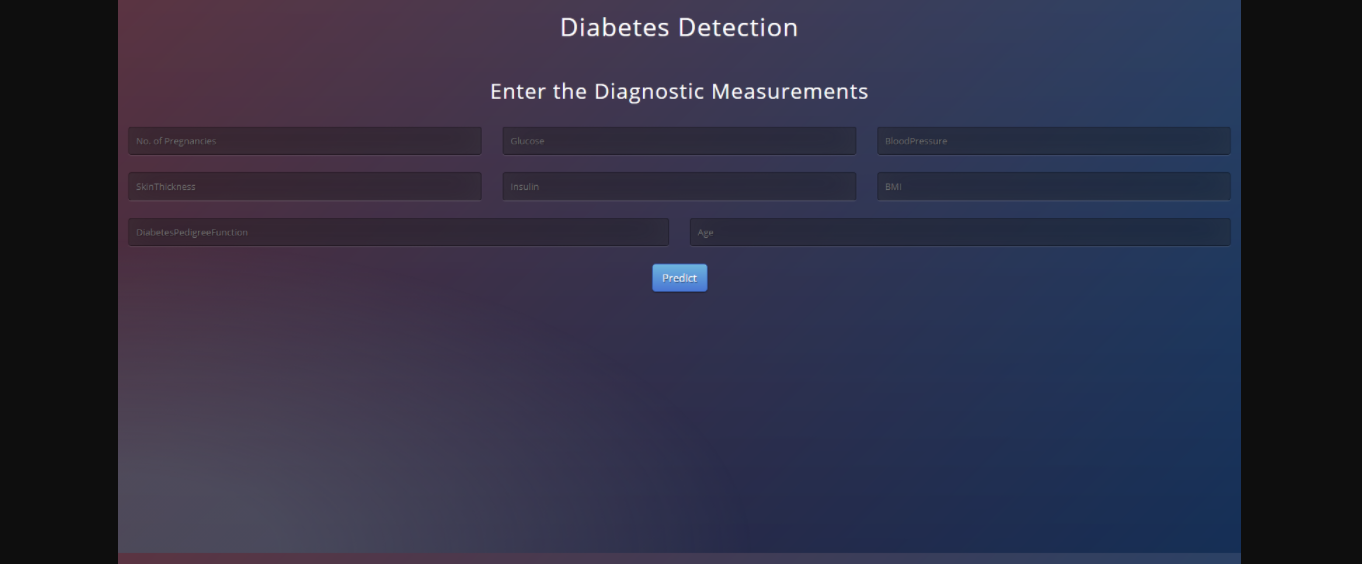 Diabetes Detection
Enter the Diagnostic Measurements
No. of Pregnancies
Glucose
BloodPressure
SkinThickness
Insulin
BMI
DiabetesPedigreeFunction
Age
Predict